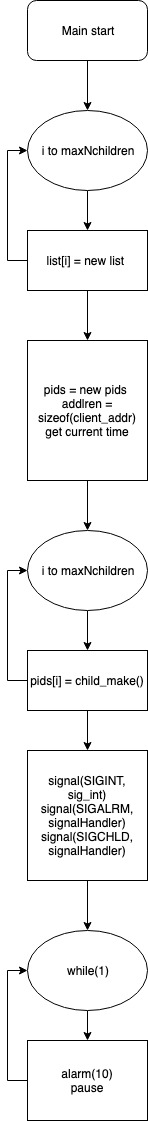 Main start
i to maxNchildren
list[i] = new list
pids = new pids
addlren =
sizeof(client_addr)
get current time
i to maxNchildren
pids[i] = child_make()
signal(SIGINT,
sig_int)
signal(SIGALRM,
signalHandler)
signal(SIGCHLD,
signalHandler)
while(1)
alarm(10)
pause